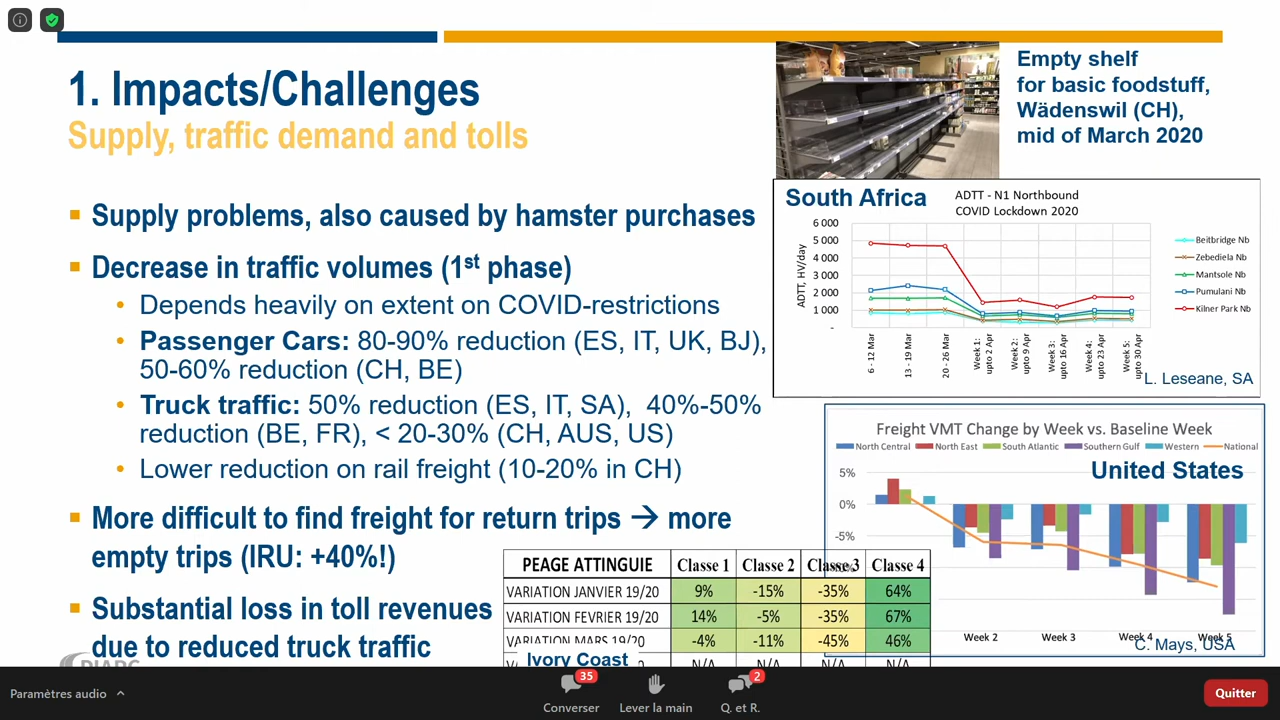 1. Impacts/Challenges
Supply, traffic demand and tolls
Empty shelf
for basic foodstuff,
Wädenswil (CH),
mid of March 2020
▪ Supply problems, also caused by hamster purchases
▪ Decrease in traffic volumes (1st phase)
• Depends heavily on extent on COVID-restrictions
• Passenger Cars: 80-90% reduction (ES, IT, UK, BJ),
50-60% reduction (CH, BE)
• Truck traffic: 50% reduction (ES, IT, SA), 40%-50%
reduction (BE, FR), < 20-30% (CH, AUS, US)
• Lower reduction on rail freight (10-20% in CH)
▪ More difficult to find freight for return trips → more
empty trips (IRU: +40%!)
▪ Substantial loss in toll revenues
due to reduced truck traffic
South Africa
ADTT - N1 Northbound
COVID Lockdown 2020
ADTT, HV/day
6 000
5 000
4 000
3 000
2 000
1 000
-
6 - 12 Mar
13 - 19 Mar
20 - 26 Mar
Week 1: upto 2 Apr
Week 2: upto 9 Apr
Week 3: upto 16 Apr
Week 4: upto 23 Apr
Week 5: upto 30 Apr
Beitbridge Nb
Zebediela Nb
Mantsole Nb
Pumulani Nb
Kilner Park Nb
L. Leseane, SA
Freight VMT Change by Week vs. Baseline Week
North Central North East South Atlantic Southern Gulf Western National
United States
5%
0%
-5%
Week 2 Week 3 Week 4 Week 5
C. Mays, USA
PEAGE ATTINGUIE Classe 1 Classe 2 Classe 3 Classe 4
VARIATION JANVIER 19/20 9% -15% -35% 64%
VARIATION FEVRIER 19/20 14% -5% -35% 67%
VARIATION MARS 19/20 -4% -11% -45% 46%
N/A N/A N/A N/A
Ivory Coast
PIARC
Paramètres audio
35
Converser
Lever la main
2
Q. et R.
Quitter